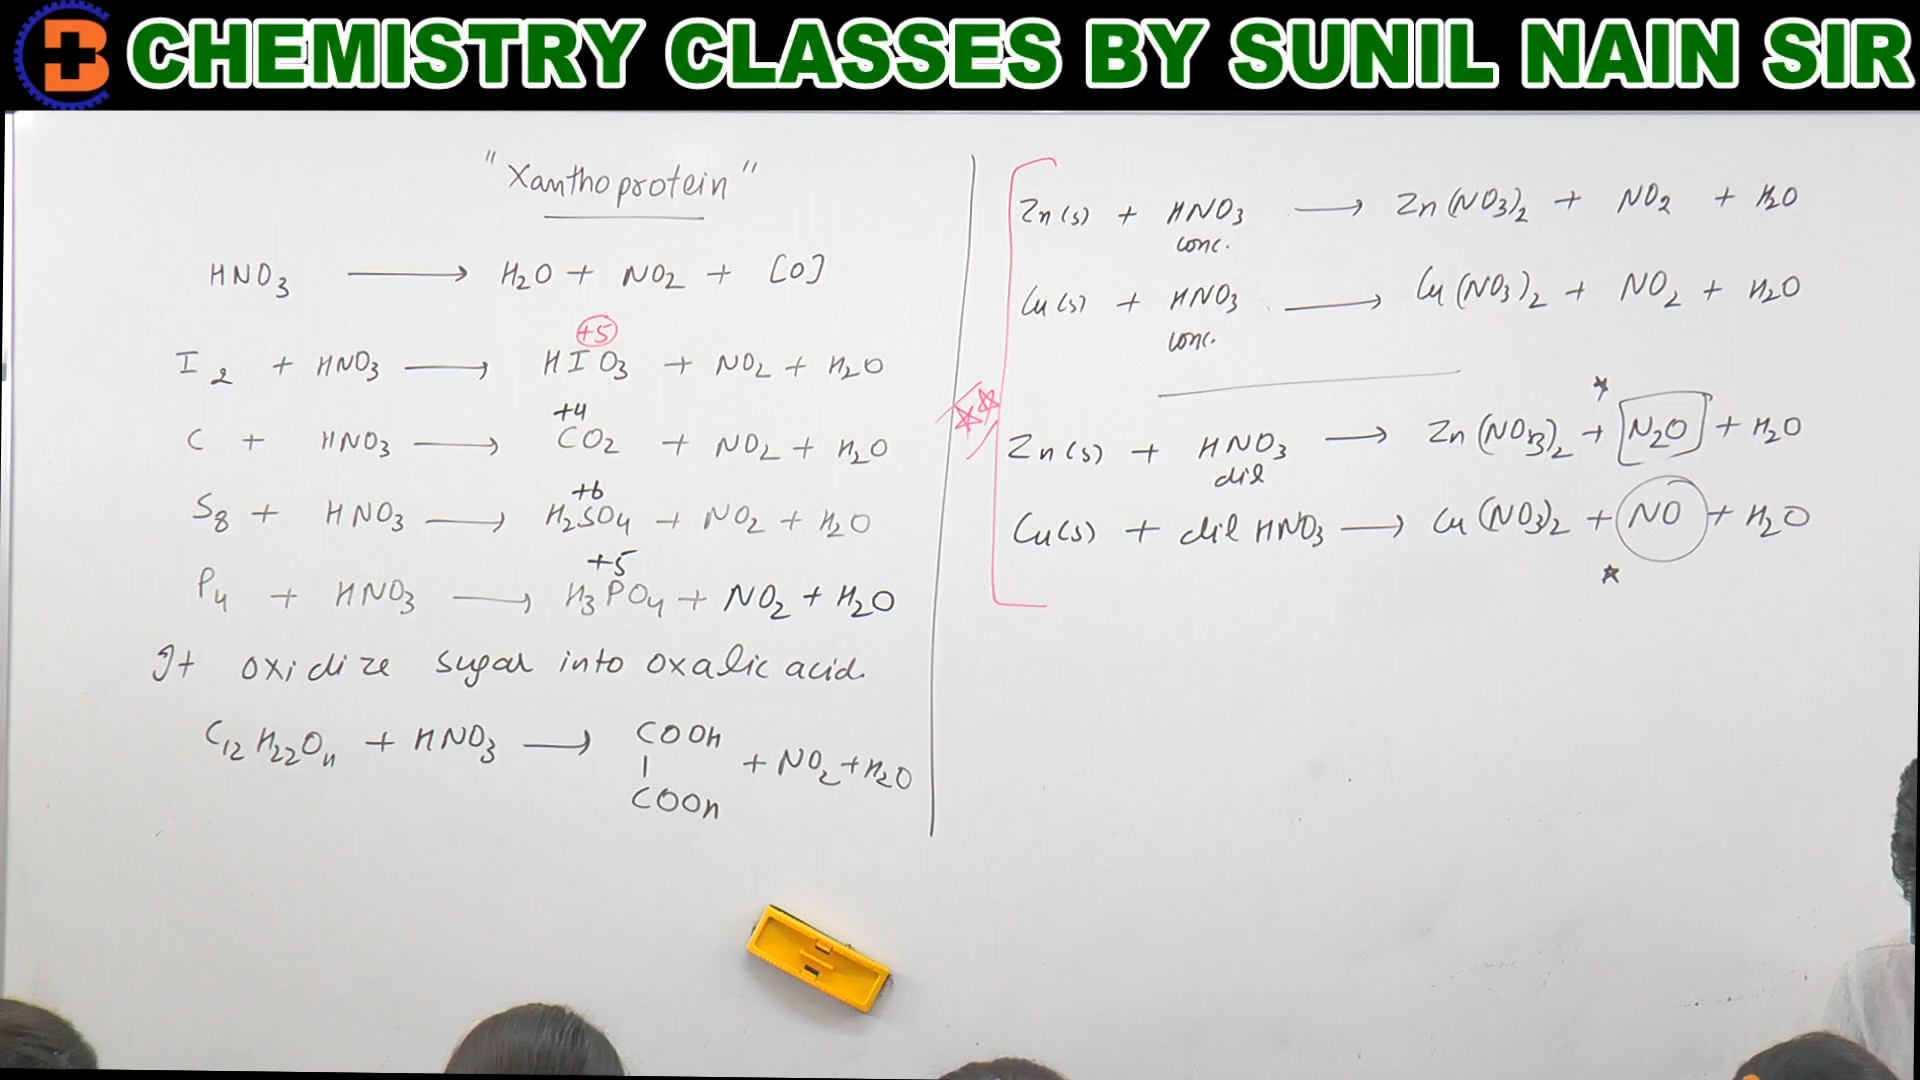 CHEMISTRY CLASSES BY SUNIL NAIN SIR
"Xanthoprotein"
HNO3 ⟶ H2O + NO2 + [O]
+5
I2 + HNO3 ⟶ HIO3 + NO2 + H2O
+4
C + HNO3 ⟶ CO2 + NO2 + H2O
+6
S8 + HNO3 ⟶ H2SO4 + NO2 + H2O
+5
P4 + HNO3 ⟶ H3PO4 + NO2 + H2O
It oxidize sugar into oxalic acid.
C12H22O11 + HNO3 ⟶ COOH + NO2 + H2O
|
COOH
Zn(s) + HNO3 ⟶ Zn(NO3)2 + NO2 + H2O
conc.
Cu(s) + HNO3 ⟶ Cu(NO3)2 + NO2 + H2O
conc.
Zn(s) + HNO3 ⟶ Zn(NO3)2 + N2O + H2O
dil
Cu(s) + dil HNO3 ⟶ Cu(NO3)2 + NO + H2O